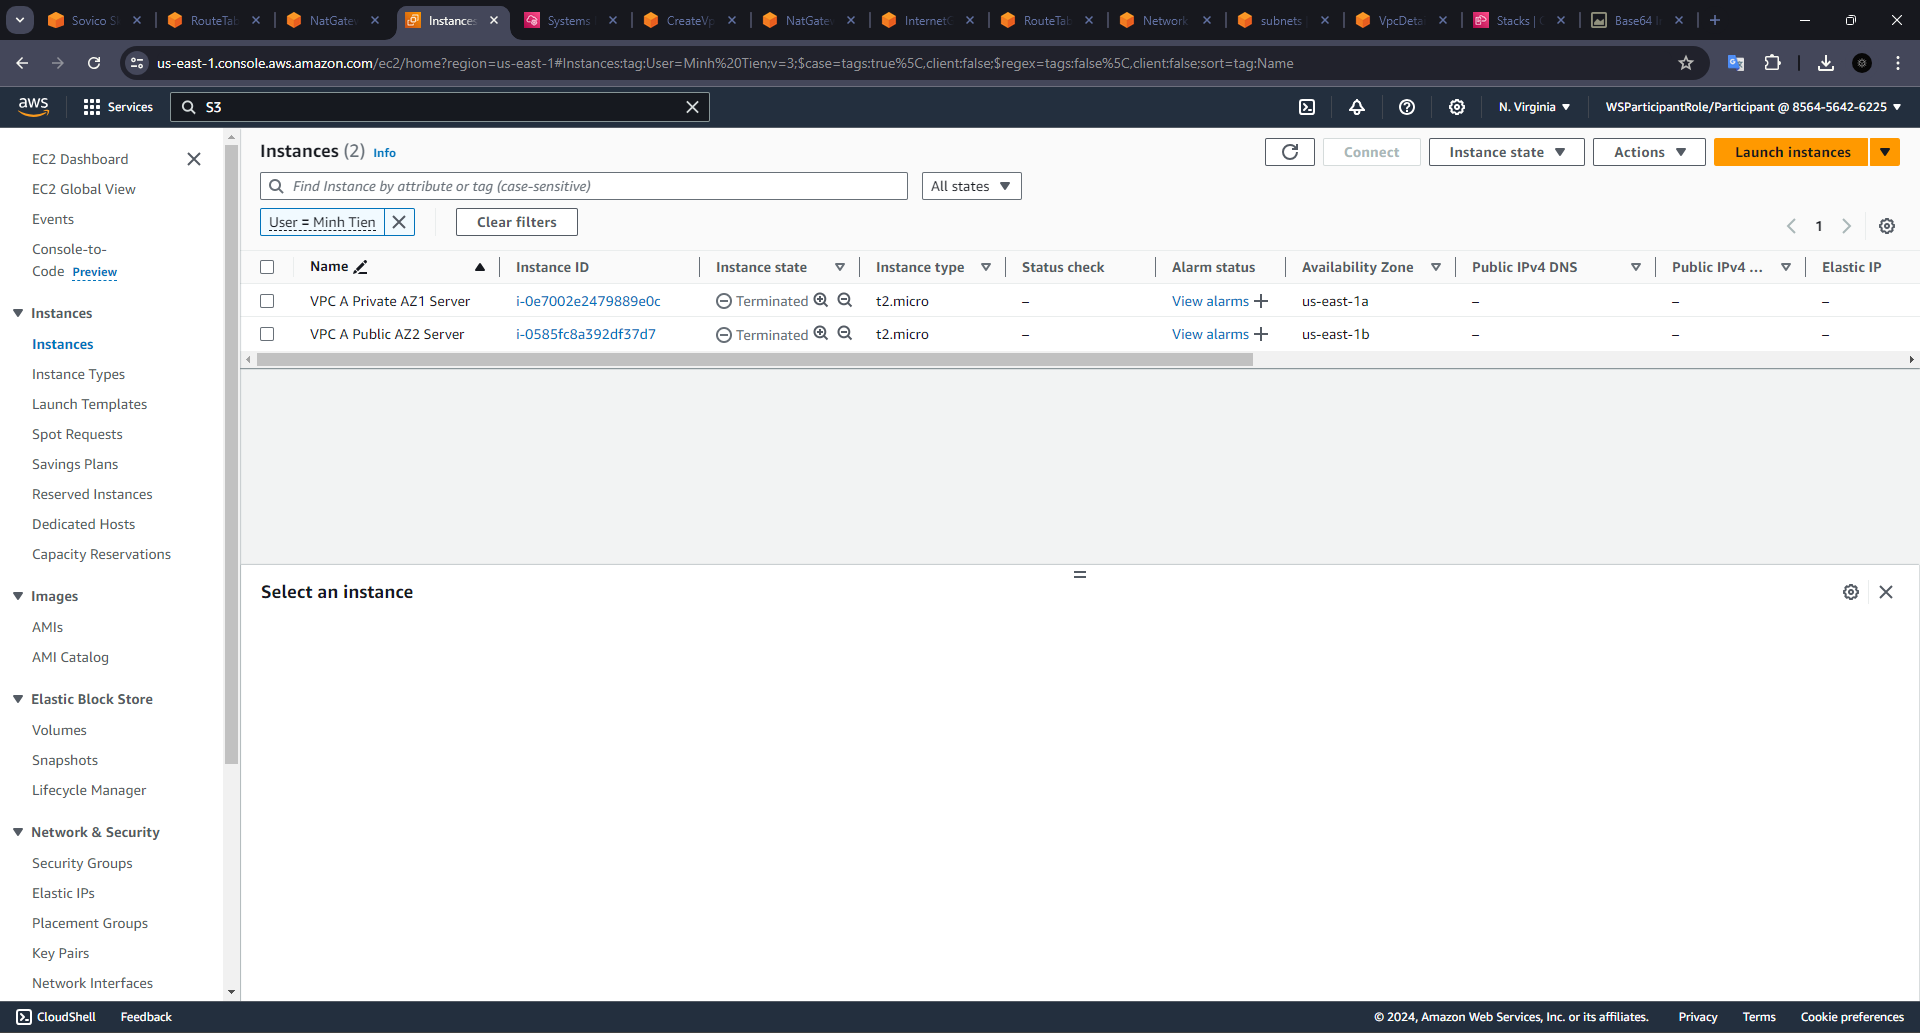 Sovico Sk
RouteTab
NatGatew
Instances
Systems
CreateVp
NatGatew
InternetG
RouteTab
Network
subnets
VpcDetai
Stacks | C
Base64 I
us-east-1.console.aws.amazon.com/ec2/home?region=us-east-1#Instances:tag:User=Minh%20Tien;v=3;$case=tags:true%5C,client:false;$regex=tags:false%5C,client:false;sort=tag:Name
aws
Services
S3
N. Virginia
WSParticipantRole/Participant @ 8564-5642-6225
EC2 Dashboard
EC2 Global View
Events
Console-to-
Code Preview
Instances
Instances
Instance Types
Launch Templates
Spot Requests
Savings Plans
Reserved Instances
Dedicated Hosts
Capacity Reservations
Images
AMIs
AMI Catalog
Elastic Block Store
Volumes
Snapshots
Lifecycle Manager
Network & Security
Security Groups
Elastic IPs
Placement Groups
Key Pairs
Network Interfaces
Instances (2) Info
Connect
Instance state
Actions
Launch instances
Find Instance by attribute or tag (case-sensitive)
All states
User = Minh Tien
Clear filters
1
Name Instance ID Instance state Instance type Status check Alarm status Availability Zone Public IPv4 DNS Public IPv4 ... Elastic IP
VPC A Private AZ1 Server i-0e7002e2479889e0c Terminated t2.micro – View alarms + us-east-1a – – –
VPC A Public AZ2 Server i-0585fc8a392df37d7 Terminated t2.micro – View alarms + us-east-1b – – –
Select an instance
CloudShell
Feedback
© 2024, Amazon Web Services, Inc. or its affiliates.
Privacy
Terms
Cookie preferences